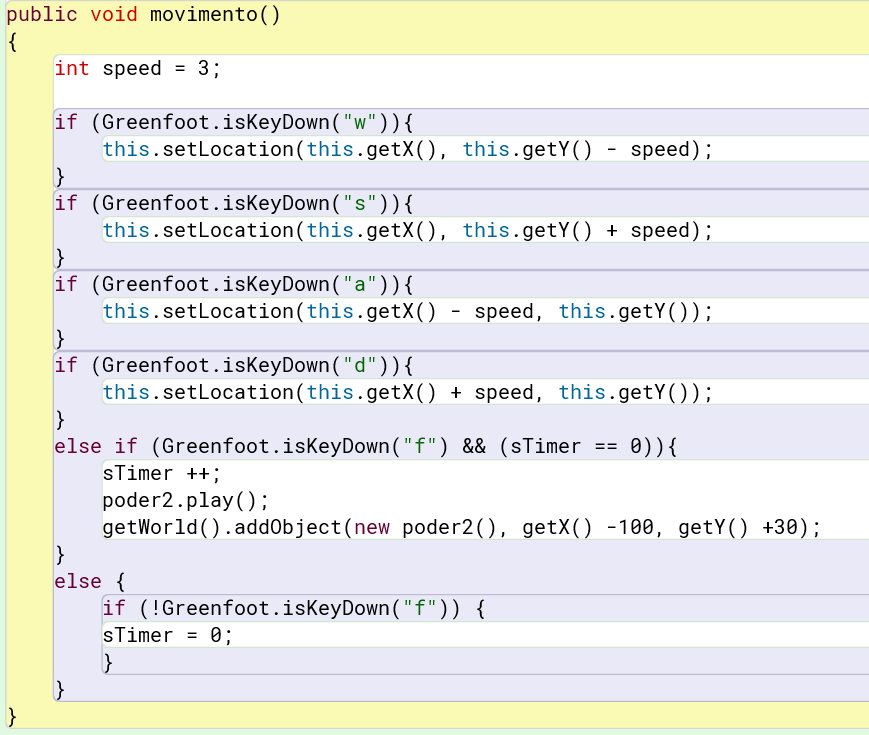 public void movimento()
{
    int speed = 3;

    if (Greenfoot.isKeyDown("w")){
        this.setLocation(this.getX(), this.getY() - speed);
    }
    if (Greenfoot.isKeyDown("s")){
        this.setLocation(this.getX(), this.getY() + speed);
    }
    if (Greenfoot.isKeyDown("a")){
        this.setLocation(this.getX() - speed, this.getY());
    }
    if (Greenfoot.isKeyDown("d")){
        this.setLocation(this.getX() + speed, this.getY());
    }
    else if (Greenfoot.isKeyDown("f") && (sTimer == 0)){
        sTimer ++;
        poder2.play();
        getWorld().addObject(new poder2(), getX() -100, getY() +30);
    }
    else {
        if (!Greenfoot.isKeyDown("f")) {
        sTimer = 0;
        }
    }
}